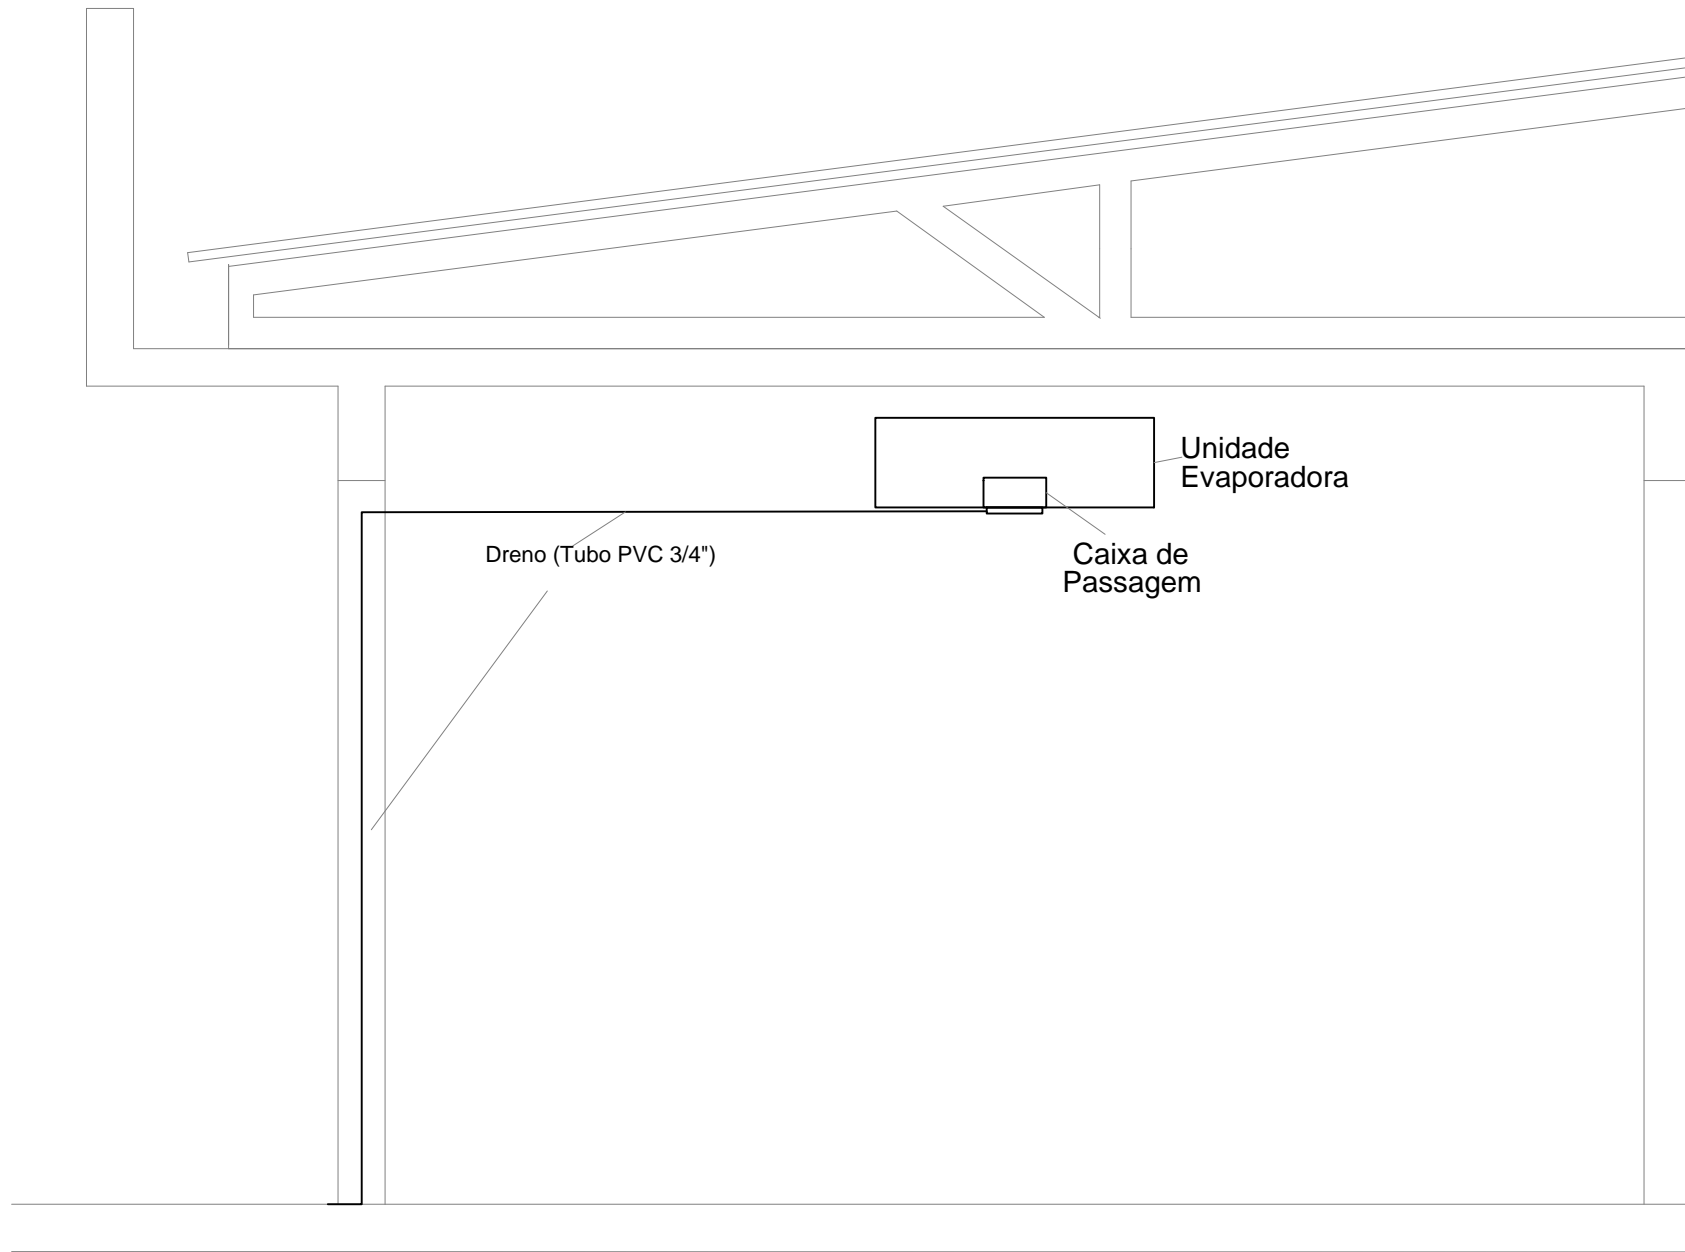 Unidade
Evaporadora
Dreno (Tubo PVC 3/4")
Caixa de
Passagem